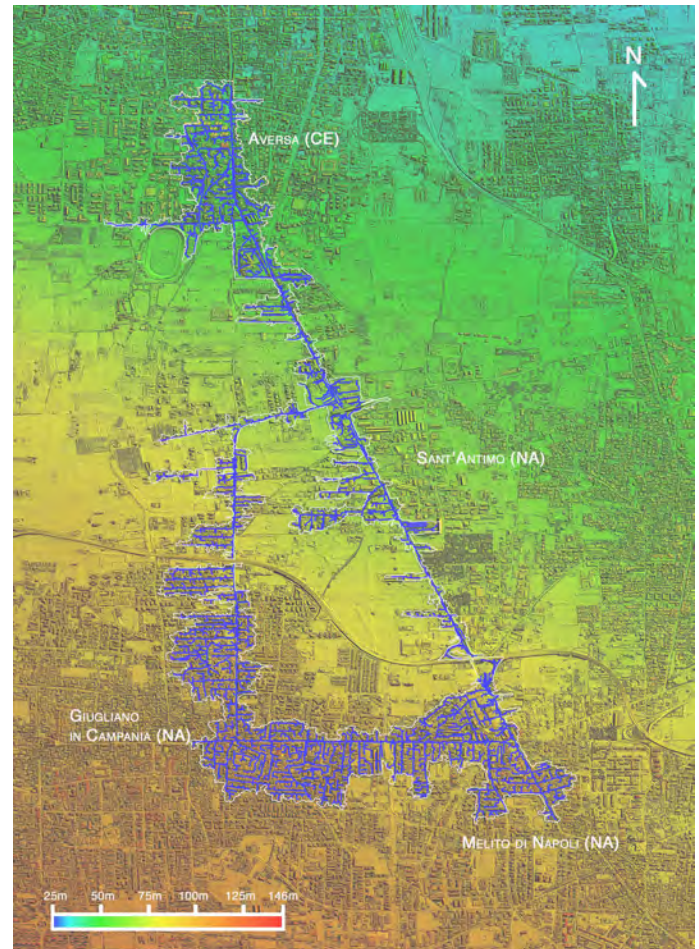 N
AVERSA (CE)
SANT'ANTIMO (NA)
GIUGLIANO
IN CAMPANIA (NA)
MELITO DI NAPOLI (NA)
25m 50m 75m 100m 125m 146m